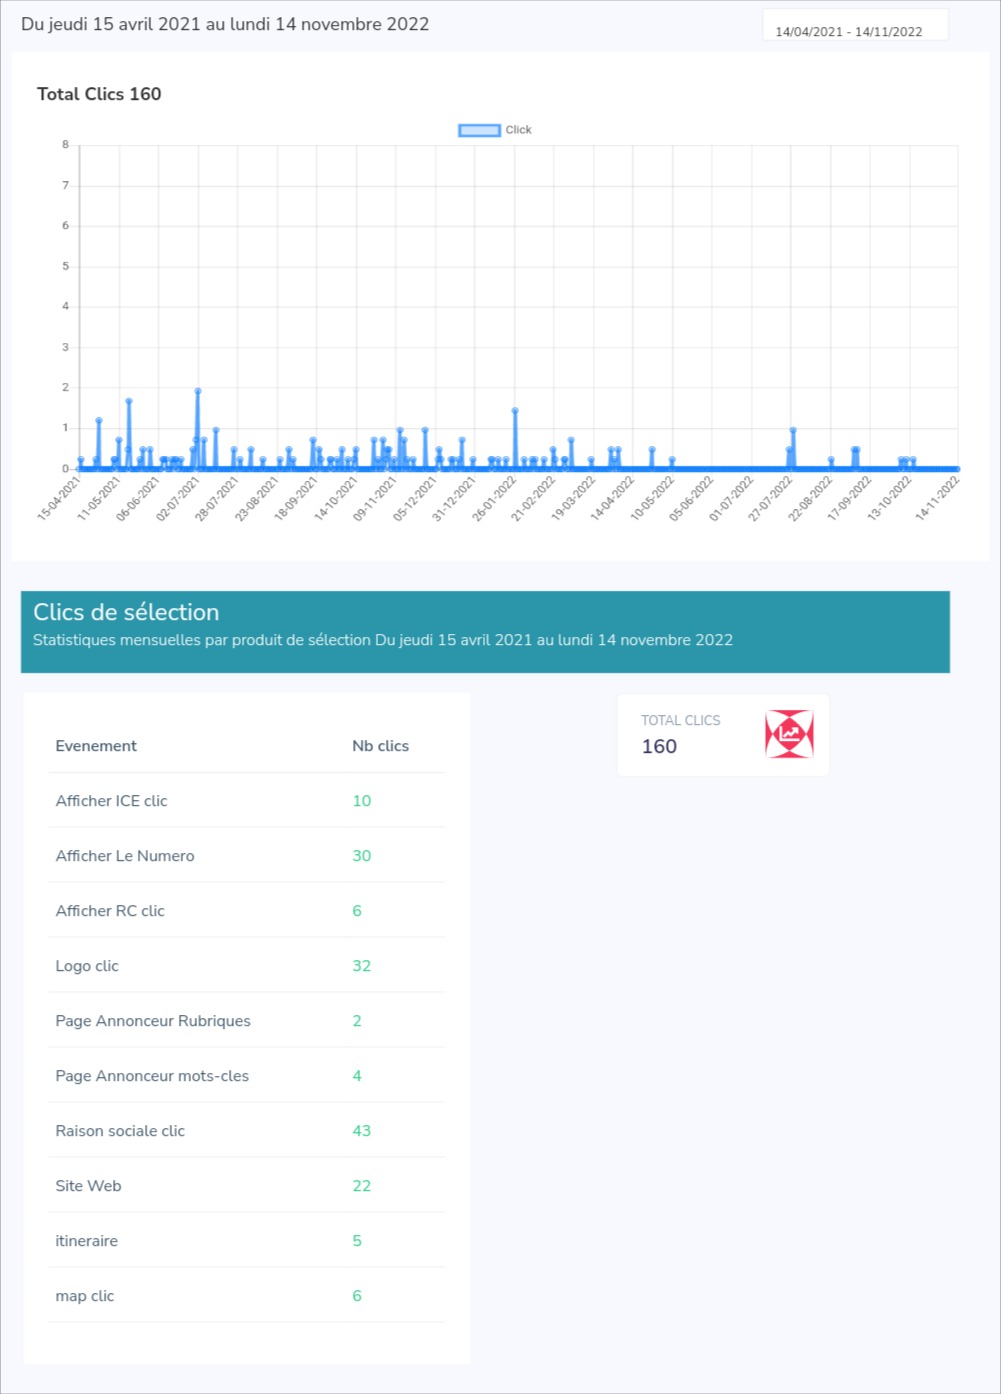 Du jeudi 15 avril 2021 au lundi 14 novembre 2022
14/04/2021 - 14/11/2022
Total Clics 160
Click
8
7
6
5
4
3
2
1
0
15-04-2021
11-05-2021
06-06-2021
02-07-2021
28-07-2021
23-08-2021
18-09-2021
14-10-2021
09-11-2021
05-12-2021
31-12-2021
26-01-2022
21-02-2022
19-03-2022
14-04-2022
10-05-2022
05-06-2022
01-07-2022
27-07-2022
22-08-2022
17-09-2022
13-10-2022
14-11-2022
Clics de sélection
Statistiques mensuelles par produit de sélection Du jeudi 15 avril 2021 au lundi 14 novembre 2022
TOTAL CLICS
160
Evenement Nb clics
Afficher ICE clic 10
Afficher Le Numero 30
Afficher RC clic 6
Logo clic 32
Page Annonceur Rubriques 2
Page Annonceur mots-cles 4
Raison sociale clic 43
Site Web 22
itineraire 5
map clic 6